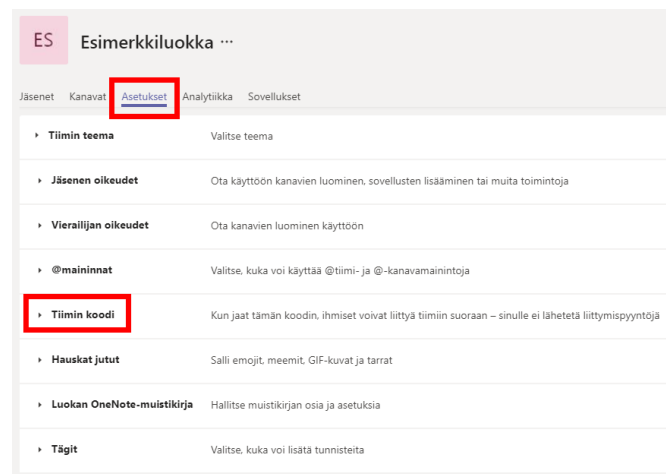 ES Esimerkkiluokka ...
Jäsenet Kanavat Asetukset Analytiikka Sovellukset
Tiimin teema Valitse teema
Jäsenen oikeudet Ota käyttöön kanavien luominen, sovellusten lisääminen tai muita toimintoja
Vierailijan oikeudet Ota kanavien luominen käyttöön
@maininnat Valitse, kuka voi käyttää @tiimi- ja @-kanavamainintoja
Tiimin koodi Kun jaat tämän koodin, ihmiset voivat liittyä tiimiin suoraan – sinulle ei lähetetä liittymispyyntöjä
Hauskat jutut Salli emojit, meemit, GIF-kuvat ja tarrat
Luokan OneNote-muistikirja Hallitse muistikirjan osia ja asetuksia
Tägit Valitse, kuka voi lisätä tunnisteita